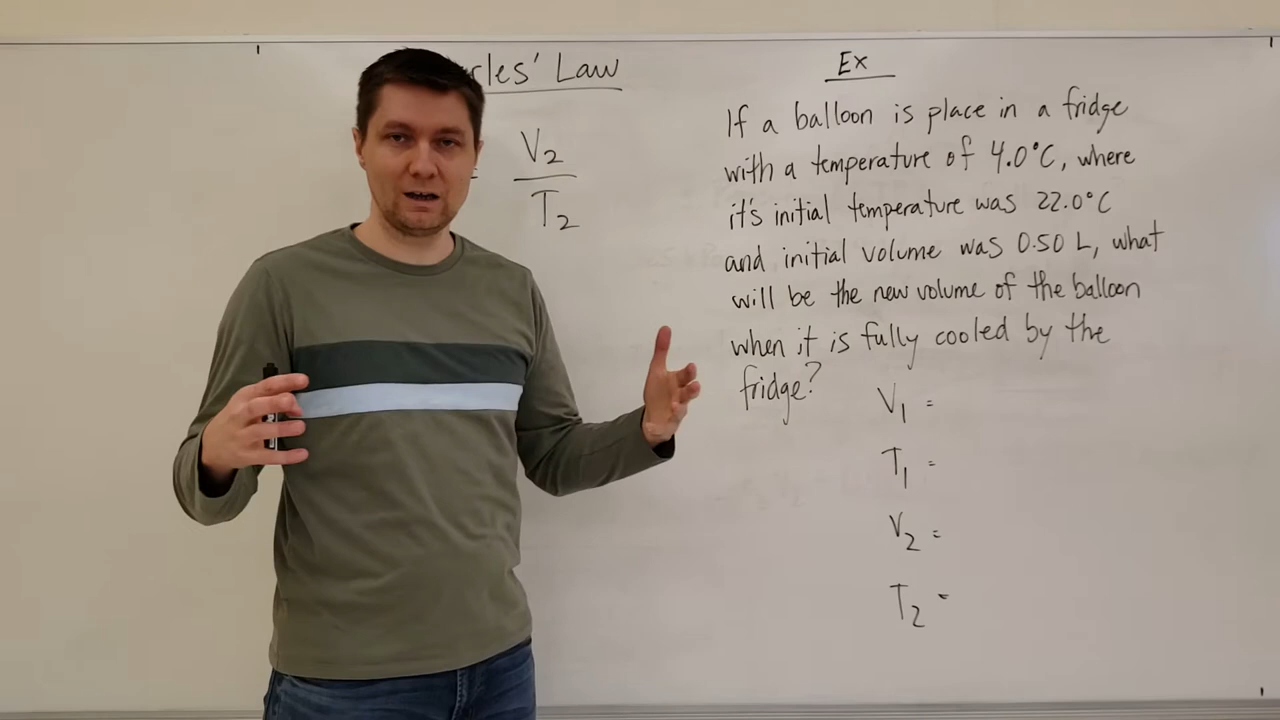 rles' Law
= V2
T2
Ex
If a balloon is place in a fridge
with a temperature of 4.0°C, where
it's initial temperature was 22.0°C
and initial volume was 0.50 L, what
will be the new volume of the balloon
when it is fully cooled by the
fridge?
V1 =
T1 =
V2 =
T2 =